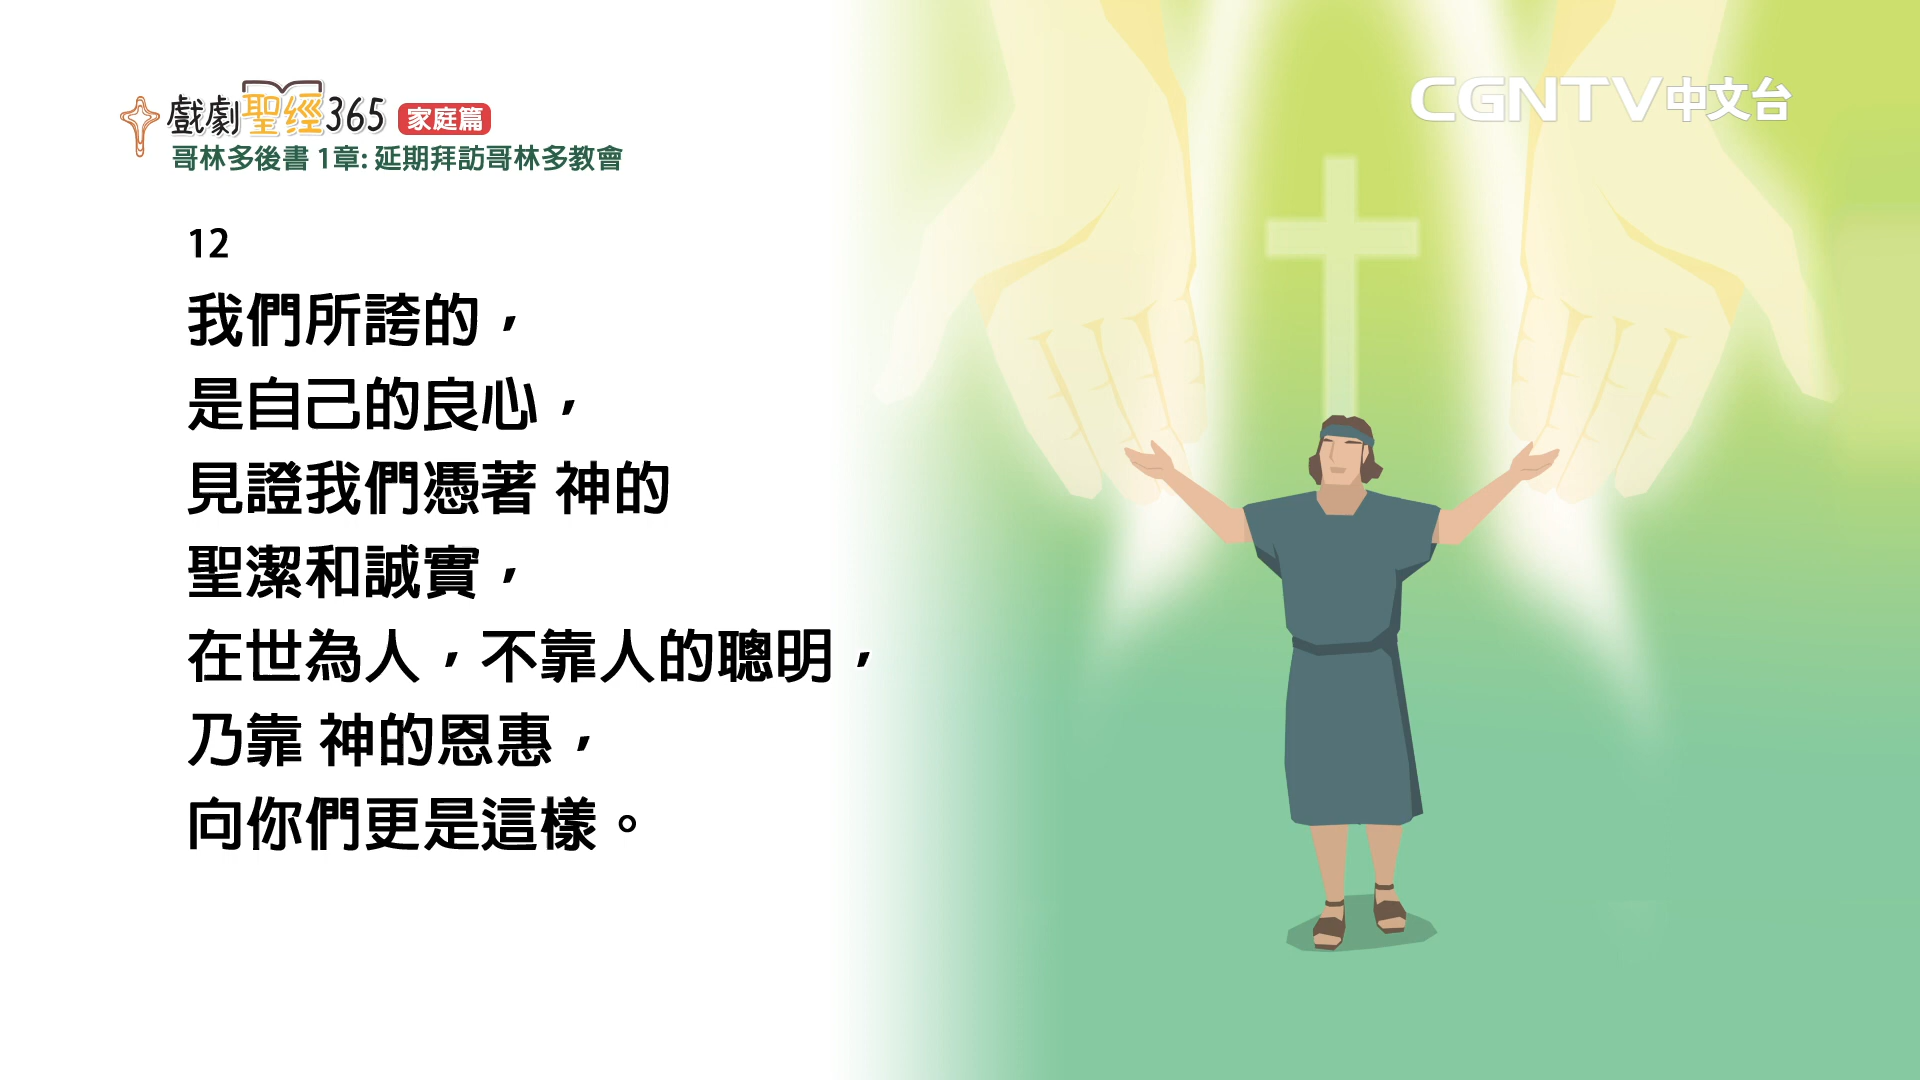 戲劇聖經365 家庭篇
CGNTV中文台
哥林多後書 1章: 延期拜訪哥林多教會
12
我們所誇的，
是自己的良心，
見證我們憑著 神的
聖潔和誠實，
在世為人，不靠人的聰明，
乃靠 神的恩惠，
向你們更是這樣。